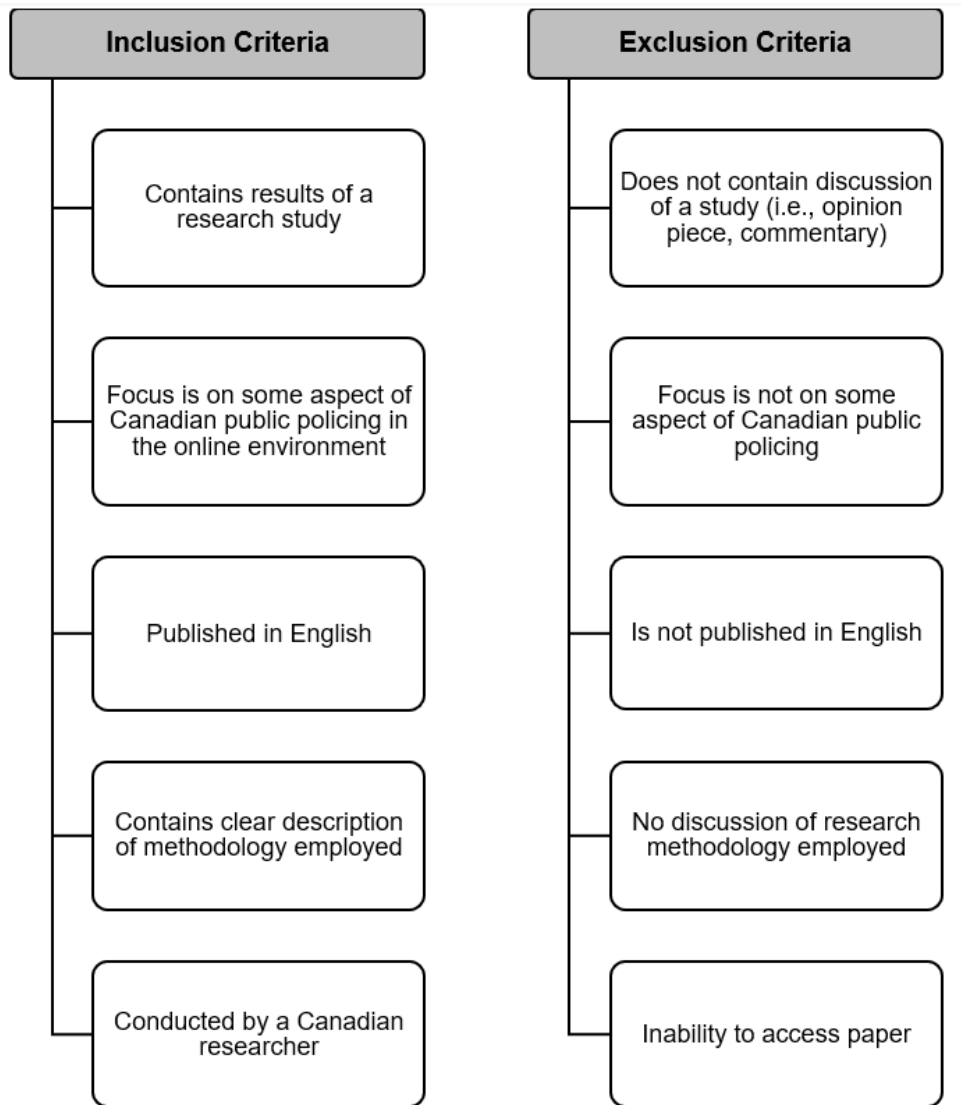 Inclusion Criteria
Contains results of a
research study
Focus is on some aspect of
Canadian public policing in
the online environment
Published in English
Contains clear description
of methodology employed
Conducted by a Canadian
researcher
Exclusion Criteria
Does not contain discussion
of a study (i.e., opinion
piece, commentary)
Focus is not on some
aspect of Canadian public
policing
Is not published in English
No discussion of research
methodology employed
Inability to access paper